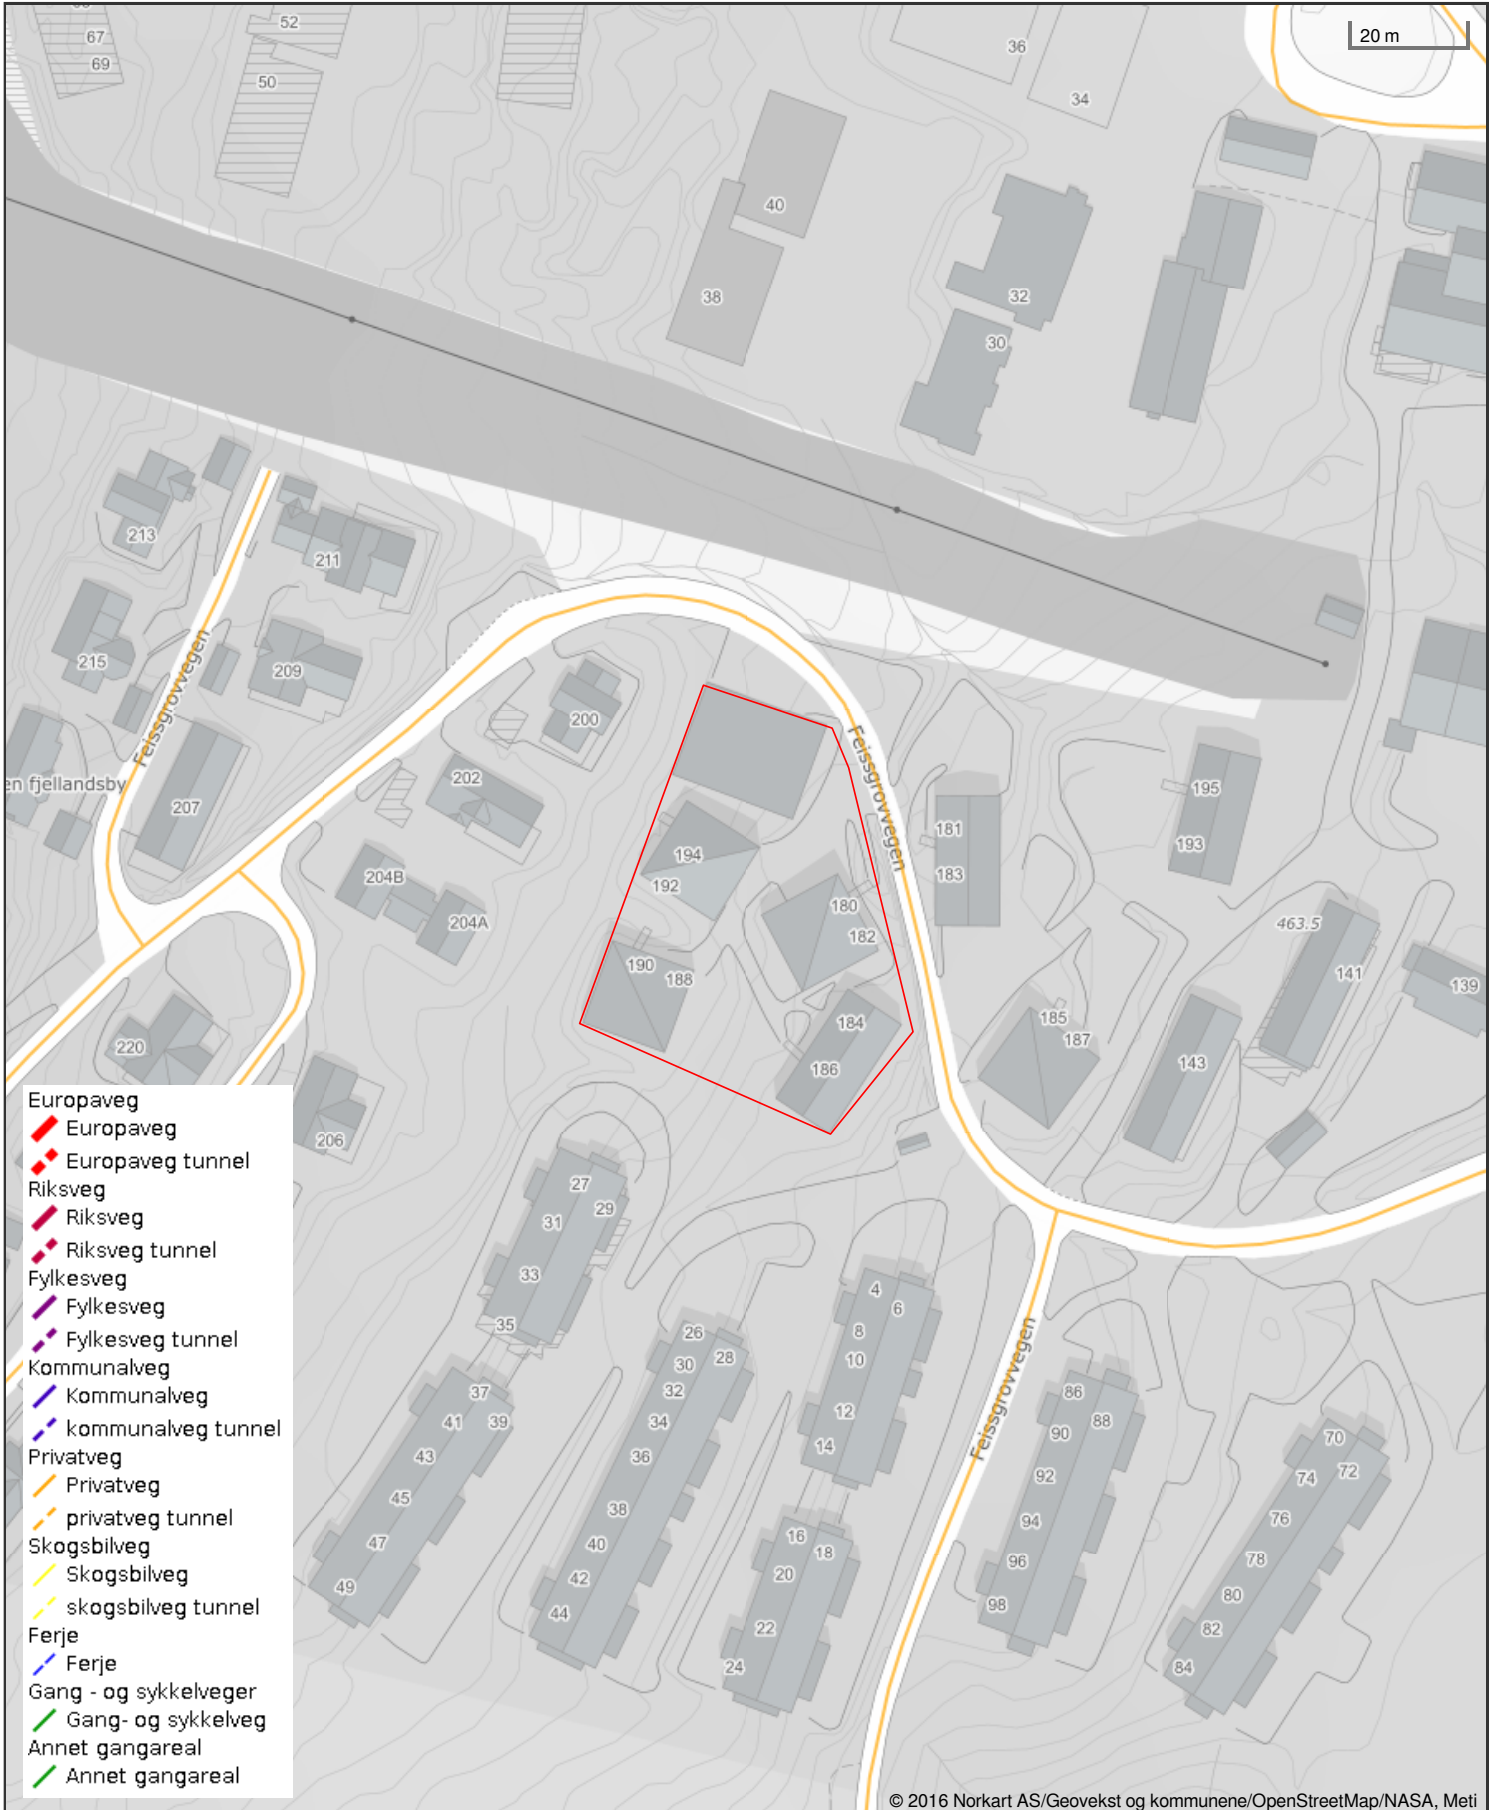 52
67
69
50
36
20 m
34
40
38
32
30
213
211
215
209
Feissgrovvegen
200
202
en fjellandsby
207
Feissgrovvegen
204B
204A
194
192
190
188
180
182
184
186
181
183
195
193
463.5
141
139
185
187
143
220
206
27
29
31
33
35
37
39
41
43
45
47
49
26
28
30
32
34
36
38
40
42
44
4
6
8
10
12
14
16
18
20
22
24
Feissgrovvegen
86
88
90
92
94
96
98
70
72
74
76
78
80
82
84
Europaveg
Europaveg
Europaveg tunnel
Riksveg
Riksveg
Riksveg tunnel
Fylkesveg
Fylkesveg
Fylkesveg tunnel
Kommunalveg
Kommunalveg
kommunalveg tunnel
Privatveg
Privatveg
privatveg tunnel
Skogsbilveg
Skogsbilveg
skogsbilveg tunnel
Ferje
Ferje
Gang - og sykkelveger
Gang- og sykkelveg
Annet gangareal
Annet gangareal
© 2016 Norkart AS/Geovekst og kommunene/OpenStreetMap/NASA, Meti